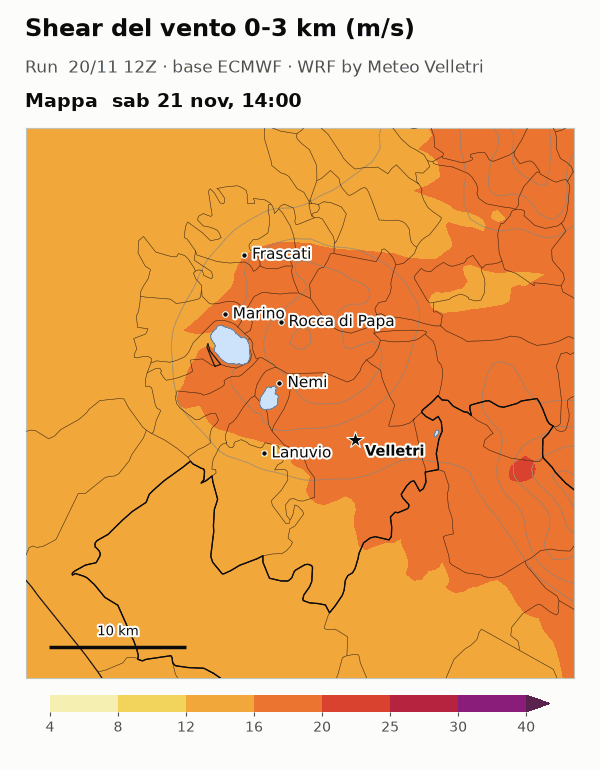 Shear del vento 0-3 km (m/s)
Run  20/11 12Z · base ECMWF · WRF by Meteo Velletri
Mappa  sab 21 nov, 14:00
Frascati
Marino
Rocca di Papa
Nemi
Velletri
Lanuvio
10 km
4 8 12 16 20 25 30 40